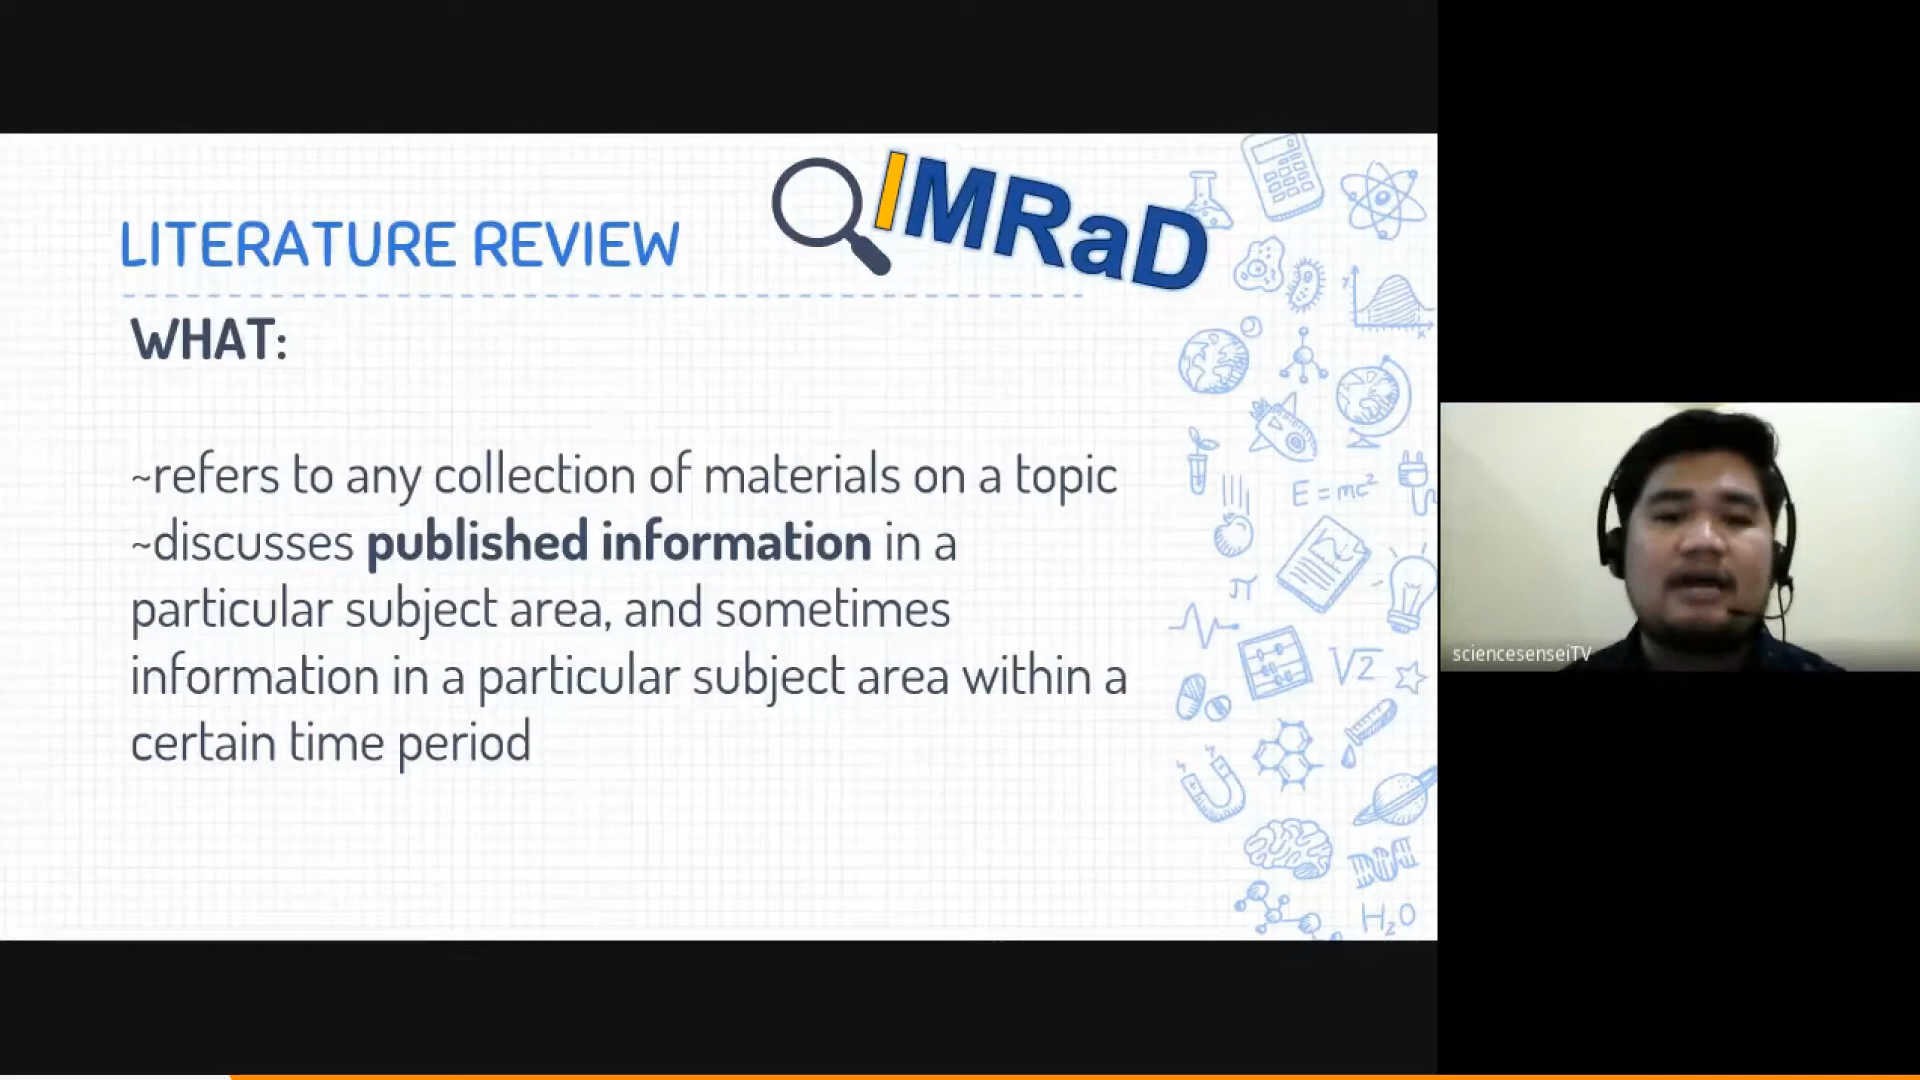 LITERATURE REVIEW
IMRaD
WHAT:
~refers to any collection of materials on a topic
~discusses published information in a
particular subject area, and sometimes
information in a particular subject area within a
certain time period
E=mc²
π
√2
H₂O
y
x
sciencesenseiTV